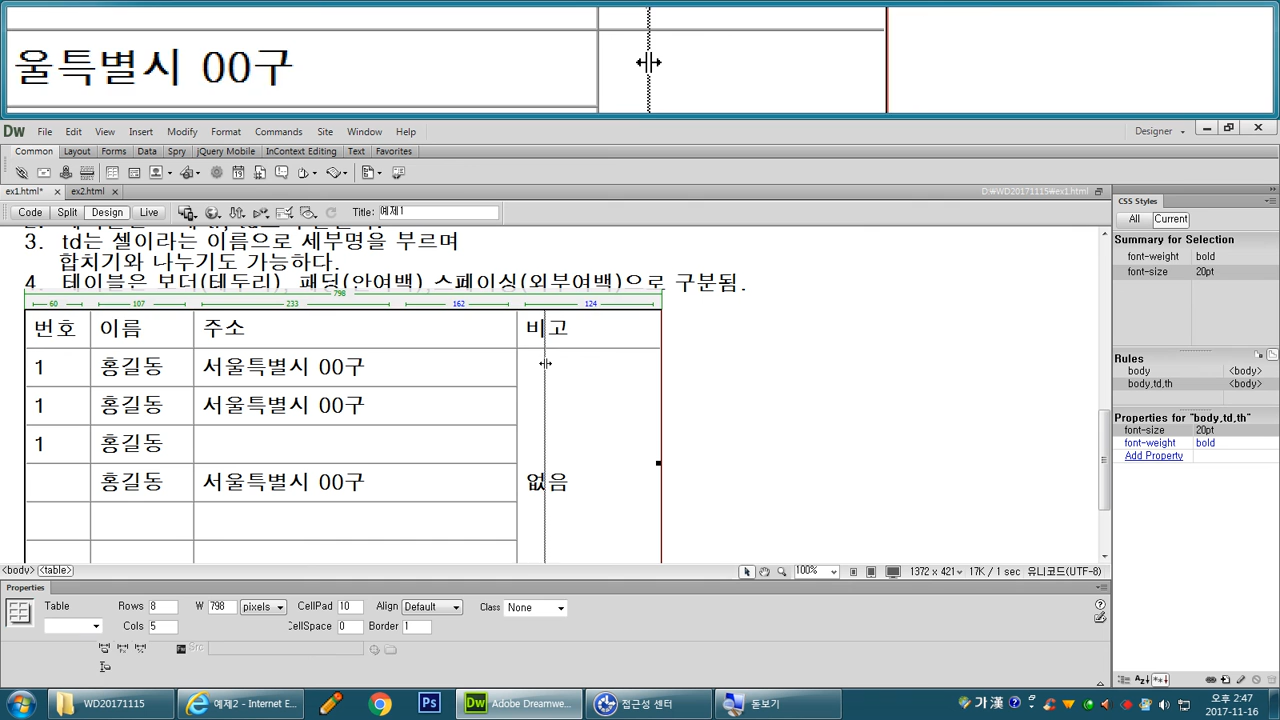 울특별시 00구
Dw File Edit View Insert Modify Format Commands Site Window Help Designer
Common Layout Forms Data Spry jQuery Mobile InContext Editing Text Favorites
ex1.html* ex2.html D:₩WD20171115₩ex1.html
Code Split Design Live Title: 예제1
3. td는 셀이라는 이름으로 세부명을 부르며
합치기와 나누기도 가능하다.
4. 테이블은 보더(테두리), 패딩(안여백),스페이싱(외부여백)으로 구분됨.
798
60 107 233 162 124
번호 이름 주소 비고
1 홍길동 서울특별시 00구
1 홍길동 서울특별시 00구
1 홍길동
홍길동 서울특별시 00구 없음
<body> <table> 100% 1372 x 421 17K / 1 sec 유니코드(UTF-8)
Properties
Table Rows 8 W 798 pixels CellPad 10 Align Default Class None
Cols 5 CellSpace 0 Border 1
Src
CSS Styles
All Current
Summary for Selection
font-weight bold
font-size 20pt
Rules
body <body>
body,td,th <body>
Properties for "body,td,th"
font-size 20pt
font-weight bold
Add Property
WD20171115 예제2 - Internet E... Ps Dw Adobe Dreamwe... 접근성 센터 돋보기 가 漢 오후 2:47
2017-11-16